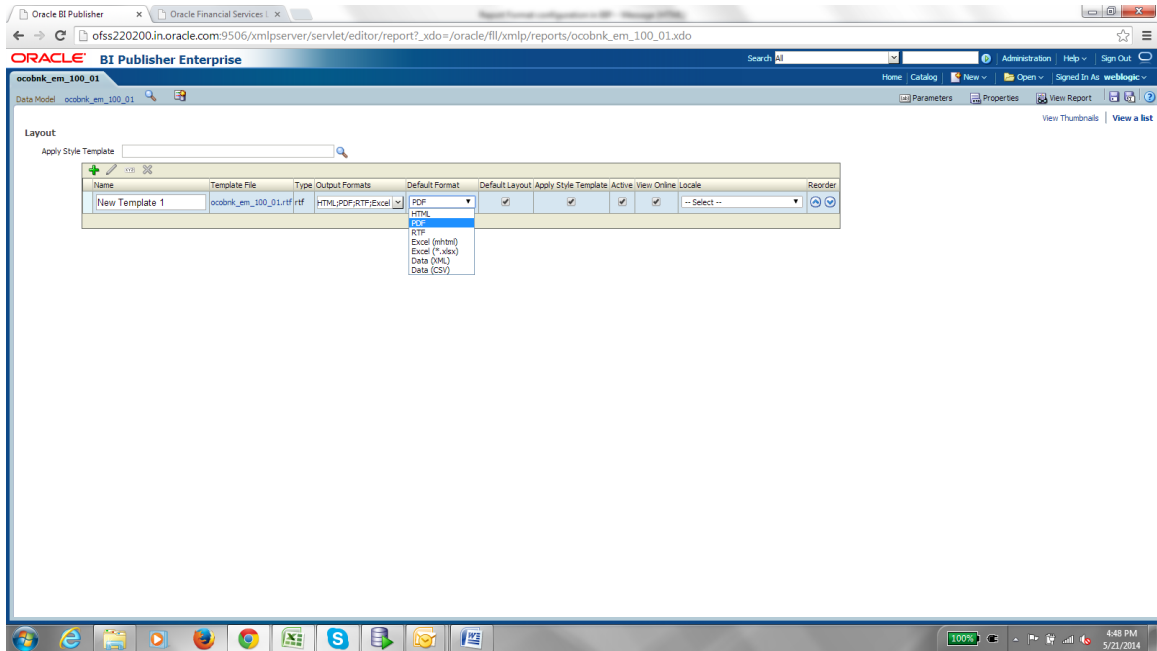 Oracle BI Publisher
Oracle Financial Services L
ofss220200.in.oracle.com:9506/xmlpserver/servlet/editor/report?_xdo=/oracle/fll/xmlp/reports/ocobnk_em_100_01.xdo
ORACLE BI Publisher Enterprise
Search All
Administration Help Sign Out
ocobnk_em_100_01
Home Catalog New Open Signed In As weblogic
Data Model ocobnk_em_100_01
Parameters Properties View Report
View Thumbnails View a list
Layout
Apply Style Template
Name Template File Type Output Formats Default Format Default Layout Apply Style Template Active View Online Locale Reorder
New Template 1 ocobnk_em_100_01.rtf rtf HTML;PDF;RTF;Excel PDF -- Select --
HTML
PDF
RTF
Excel (mhtml)
Excel (*.xlsx)
Data (XML)
Data (CSV)
100%
4:48 PM
5/21/2014